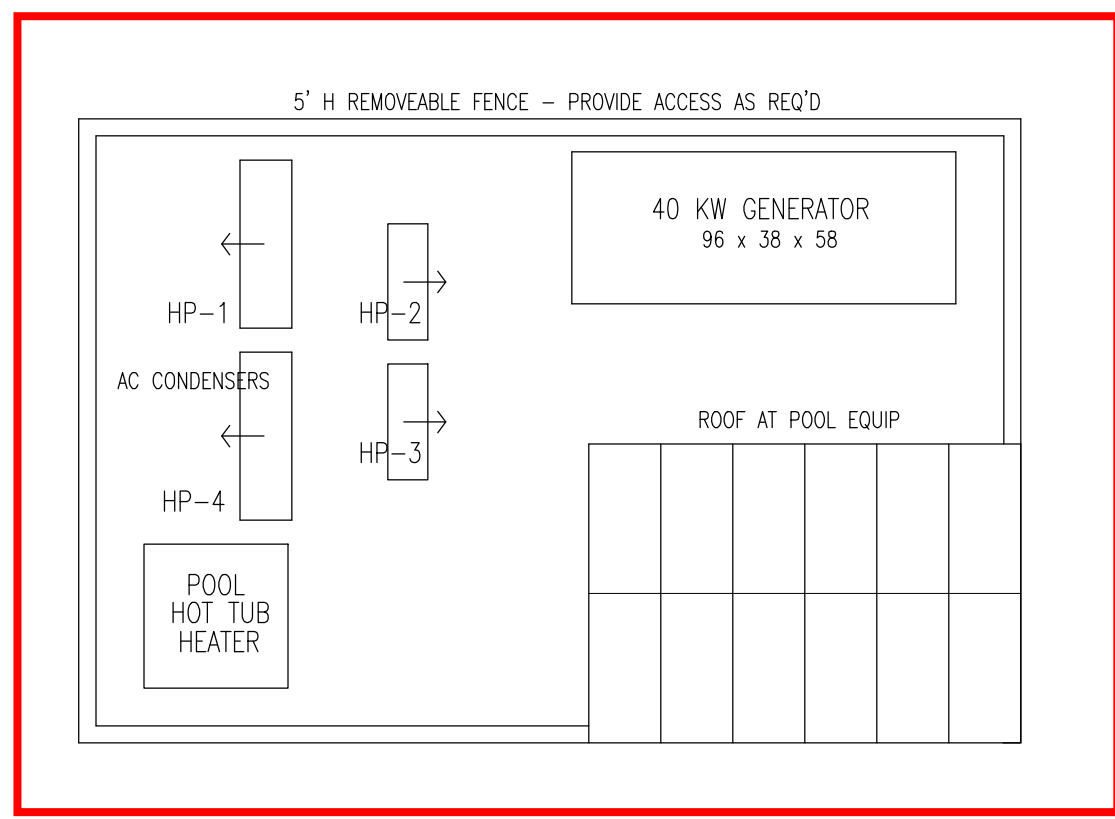 5' H REMOVEABLE FENCE – PROVIDE ACCESS AS REQ'D
40 KW GENERATOR
96 x 38 x 58
HP–1
HP–2
AC CONDENSERS
ROOF AT POOL EQUIP
HP–3
HP–4
POOL
HOT TUB
HEATER